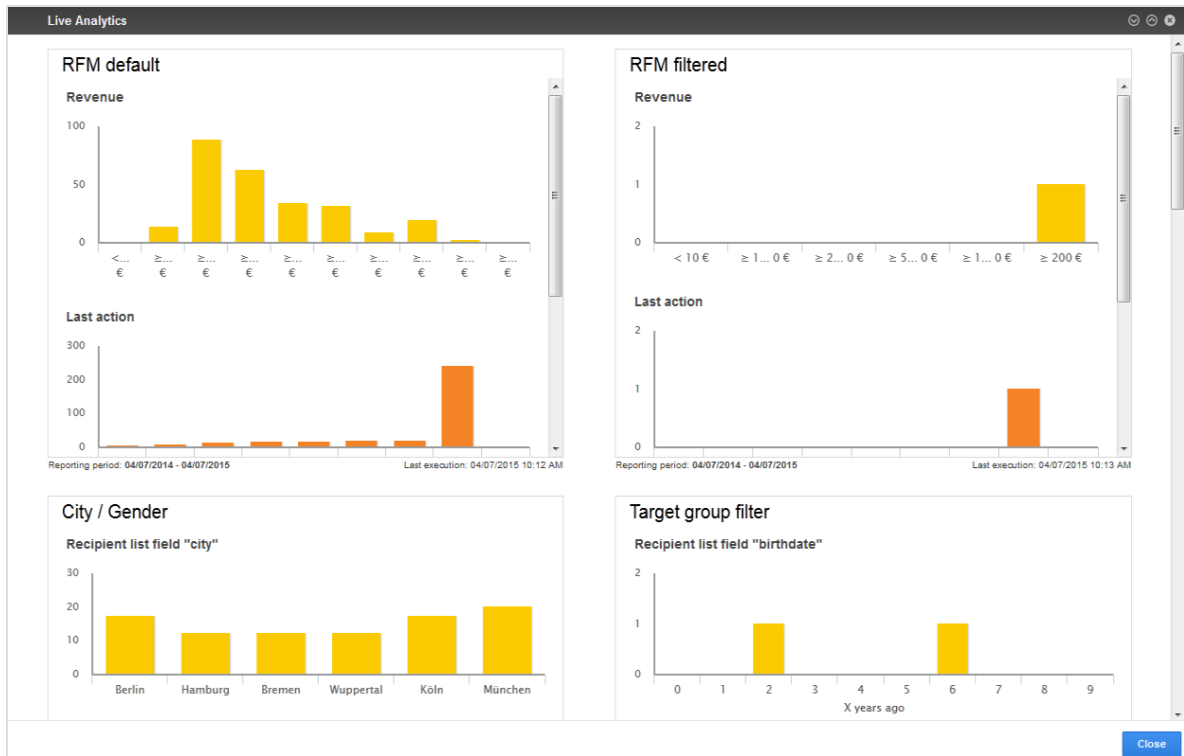 Live Analytics
RFM default
Revenue
100
50
0
<... ≥... ≥... ≥... ≥... ≥... ≥... ≥... ≥... ≥...
€ € € € € € € € € €
Last action
300
200
100
0
Reporting period: 04/07/2014 - 04/07/2015 Last execution: 04/07/2015 10:12 AM
RFM filtered
Revenue
2
1
0
< 10 € ≥ 1... 0 € ≥ 2... 0 € ≥ 5... 0 € ≥ 1... 0 € ≥ 200 €
Last action
2
1
0
Reporting period: 04/07/2014 - 04/07/2015 Last execution: 04/07/2015 10:13 AM
City / Gender
Recipient list field "city"
30
20
10
0
Berlin Hamburg Bremen Wuppertal Köln München
Target group filter
Recipient list field "birthdate"
2
1
0
0 1 2 3 4 5 6 7 8 9
X years ago
Close